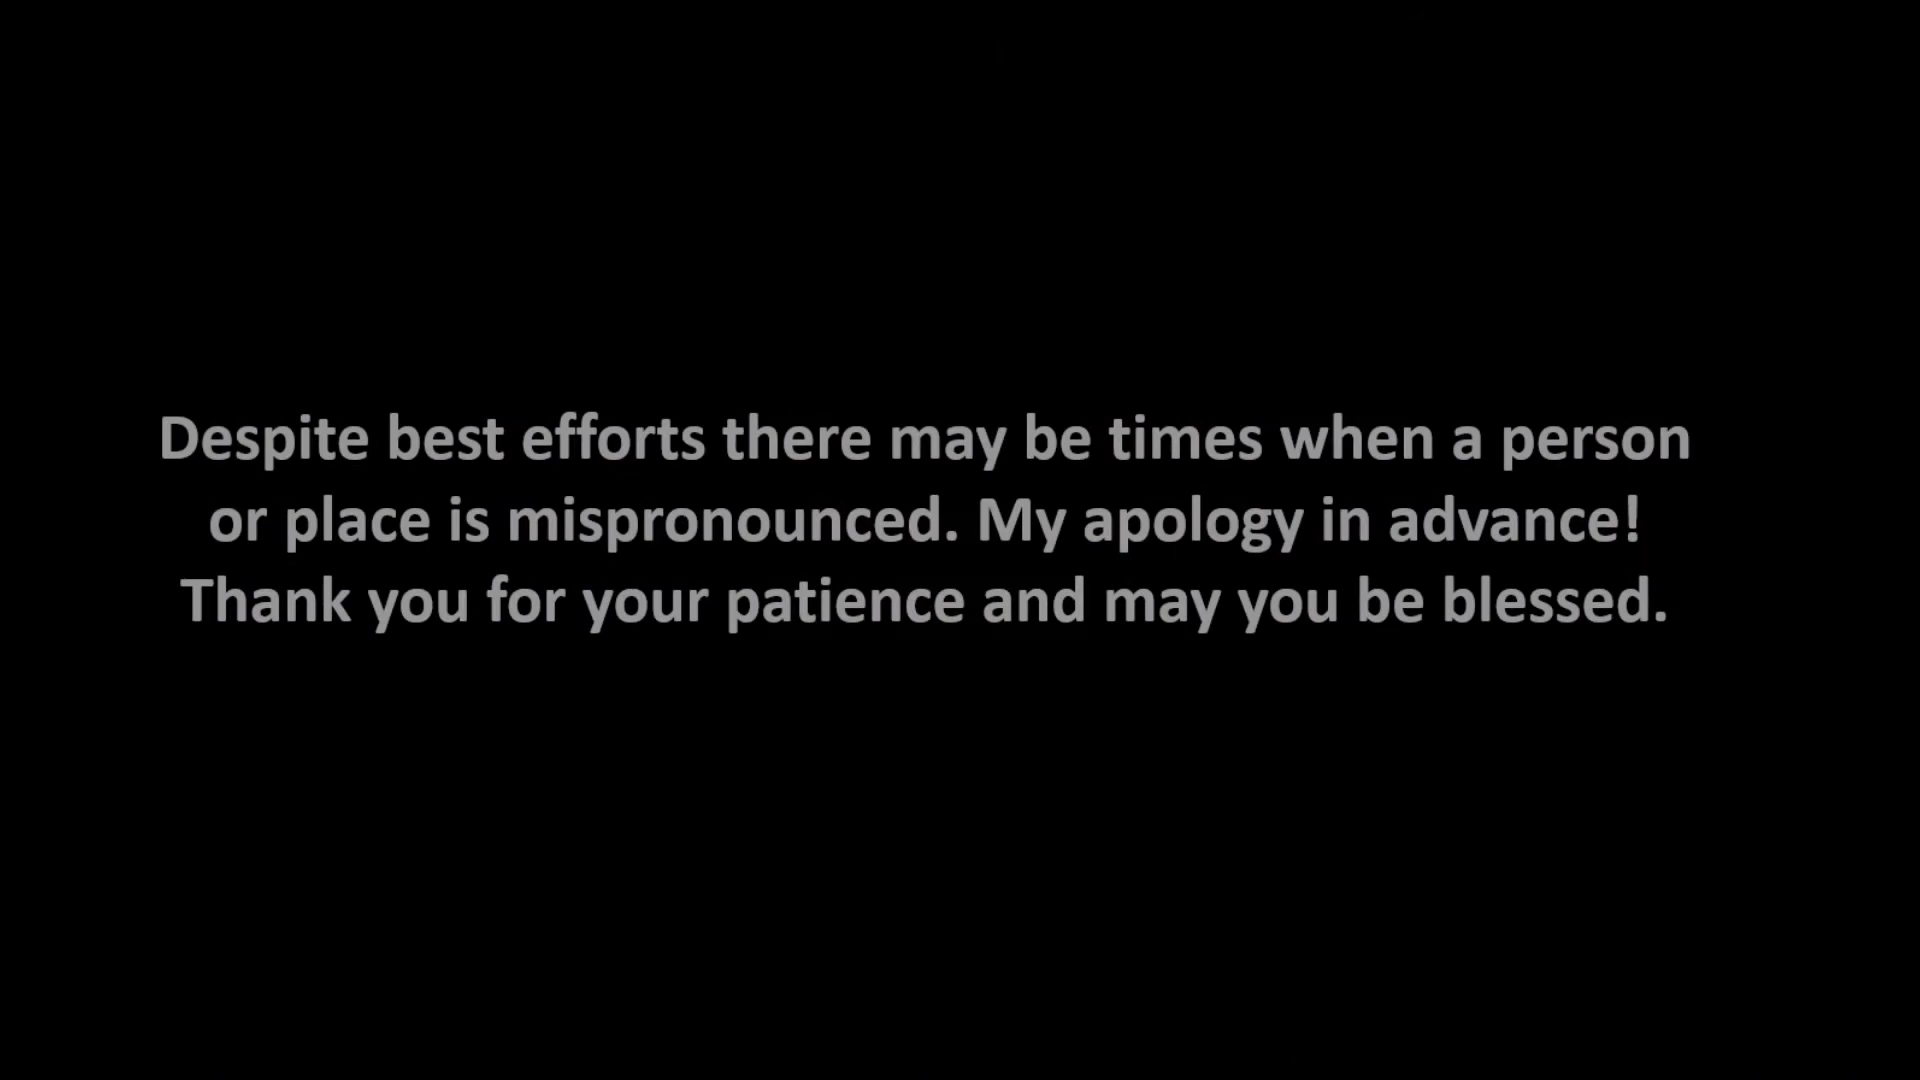 Despite best efforts there may be times when a person
or place is mispronounced. My apology in advance!
Thank you for your patience and may you be blessed.